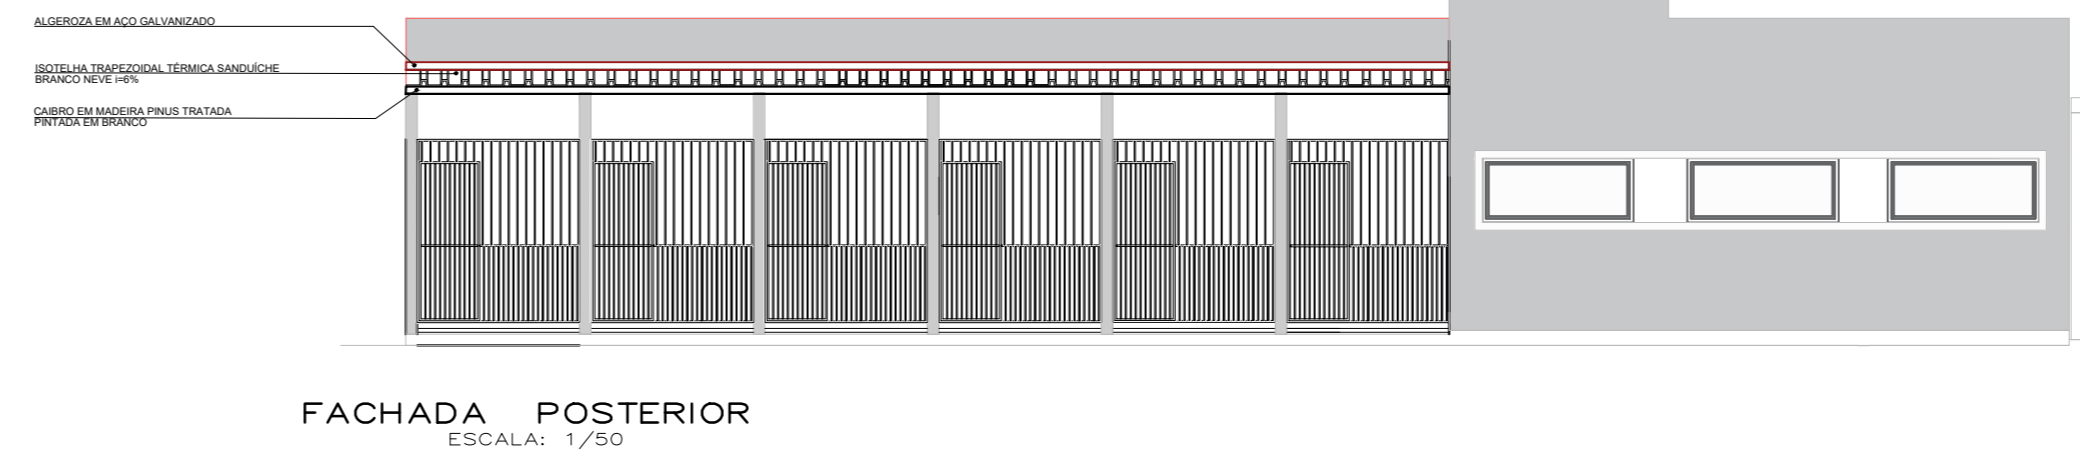 ALGEROZA EM AÇO GALVANIZADO
ISOTELHA TRAPEZOIDAL TÉRMICA SANDUÍCHE
BRANCO NEVE i=6%
CAIBRO EM MADEIRA PINUS TRATADA
PINTADA EM BRANCO
FACHADA POSTERIOR
ESCALA: 1/50